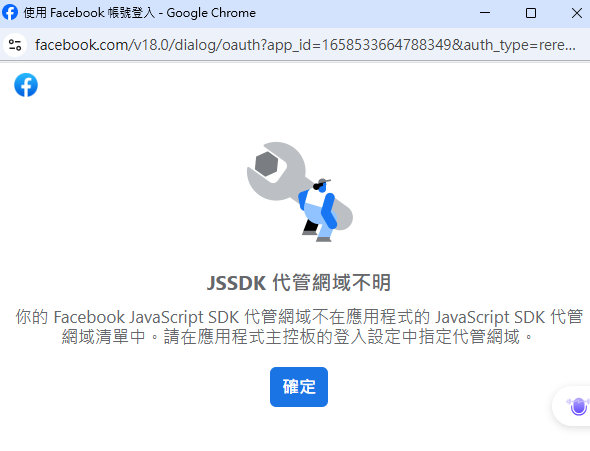 使用 Facebook 帳號登入 - Google Chrome
facebook.com/v18.0/dialog/oauth?app_id=1658533664788349&auth_type=rere...
JSSDK 代管網域不明
你的 Facebook JavaScript SDK 代管網域不在應用程式的 JavaScript SDK 代管
網域清單中。請在應用程式主控板的登入設定中指定代管網域。
確定